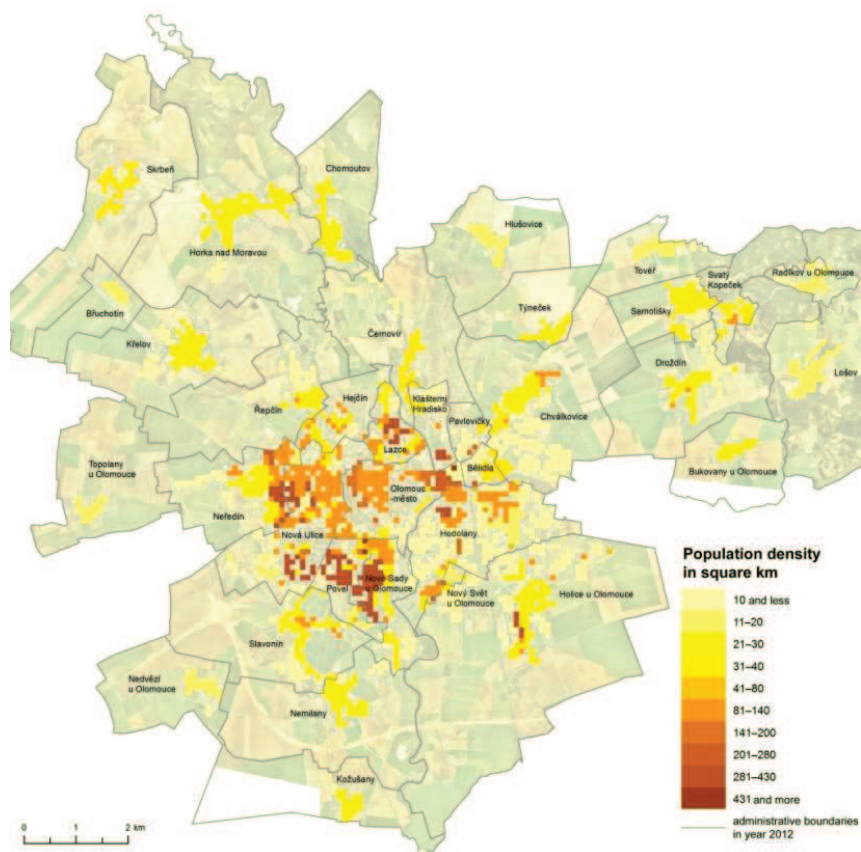 Skrbeň
Chomoutov
Horka nad Moravou
Hlušovice
Tovéř
Svatý
Kopeček
Radíkov u Olomouce
Břuchotín
Týneček
Samotišky
Černovír
Křelov
Droždín
Lošov
Klášterní
Hradisko
Hejčín
Řepčín
Pavlovičky
Chválkovice
Lazce
Bělidla
Topolany
u Olomouce
Bukovany u Olomouce
Olomouc
-město
Neředín
Nová Ulice
Hodolany
Povel
Nové Sady
u Olomouce
Nový Svět
u Olomouce
Holice u Olomouce
Slavonín
Nedvězí
u Olomouce
Nemilany
Kožušany
Population density
in square km
10 and less
11–20
21–30
31–40
41–80
81–140
141–200
201–280
281–430
431 and more
administrative boundaries
in year 2012
0 1 2 km